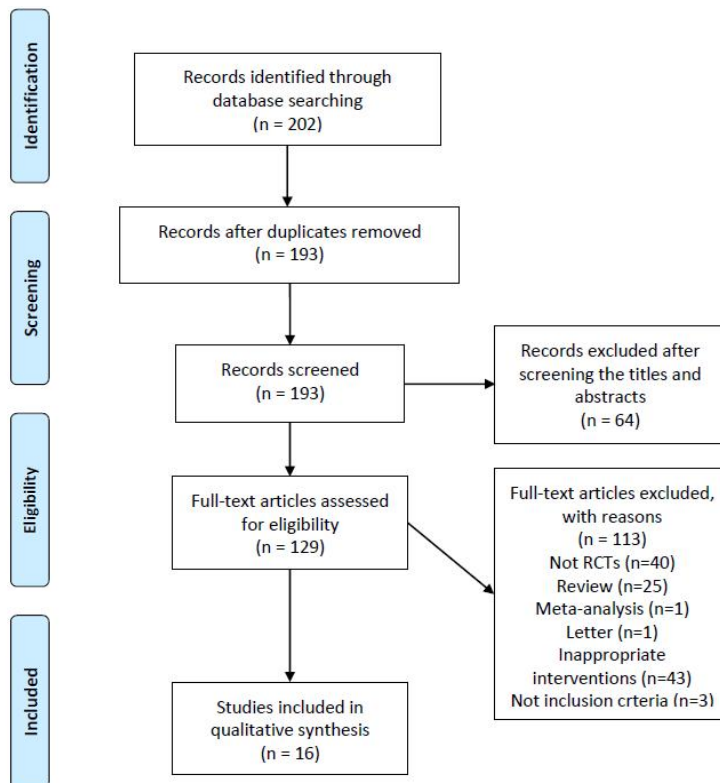 Identification
Records identified through
database searching
(n = 202)
Screening
Records after duplicates removed
(n = 193)
Records screened
(n = 193)
Records excluded after
screening the titles and
abstracts
(n = 64)
Eligibility
Full-text articles assessed
for eligibility
(n = 129)
Full-text articles excluded,
with reasons
(n = 113)
Not RCTs (n=40)
Review (n=25)
Meta-analysis (n=1)
Letter (n=1)
Inappropriate
interventions (n=43)
Not inclusion crteria (n=3)
Included
Studies included in
qualitative synthesis
(n = 16)